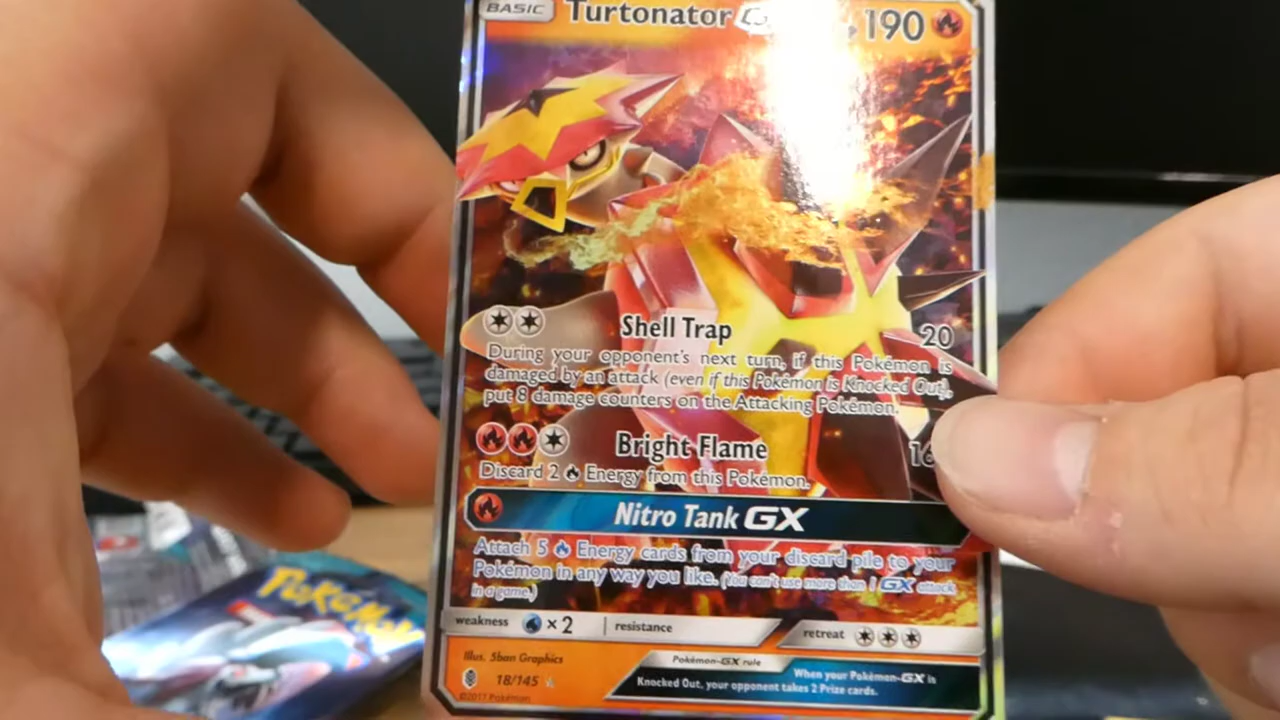 BASIC Turtonator 190
Shell Trap 20
During your opponent's next turn, if this Pokémon is
damaged by an attack (even if this Pokémon is Knocked Out),
put 8 damage counters on the Attacking Pokémon.
Bright Flame
Discard 2 Energy from this Pokémon.
Nitro Tank GX
Attach 5 Energy cards from your discard pile to your
Pokémon in any way you like. (You can't use more than 1 GX attack
in a game.)
weakness ×2 resistance retreat
Illus. 5ban Graphics
Pokémon-GX rule
When your Pokémon-GX is
Knocked Out, your opponent takes 2 Prize cards.
18/145
©2017 Pokémon
POKéMON